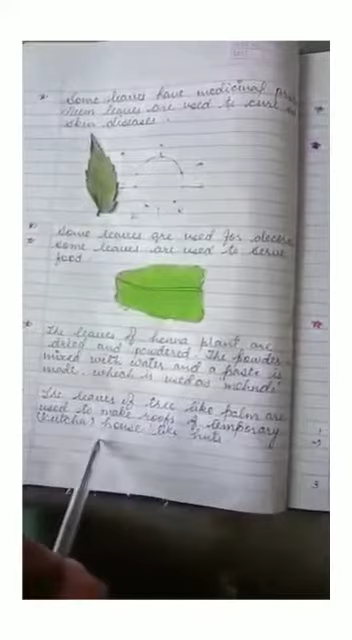 Some leaves have medicinal
Neem leaves are used to cure
skin diseases.
Some leaves are used for decora
some leaves are used to serve
food.
The leaves of henna plant are
dried and powdered. The powder
mixed with water and a paste is
made. which is used as mehndi
The leaves of tree like palm are
used to make roofs of temporary
(Kutcha) house like huts
3